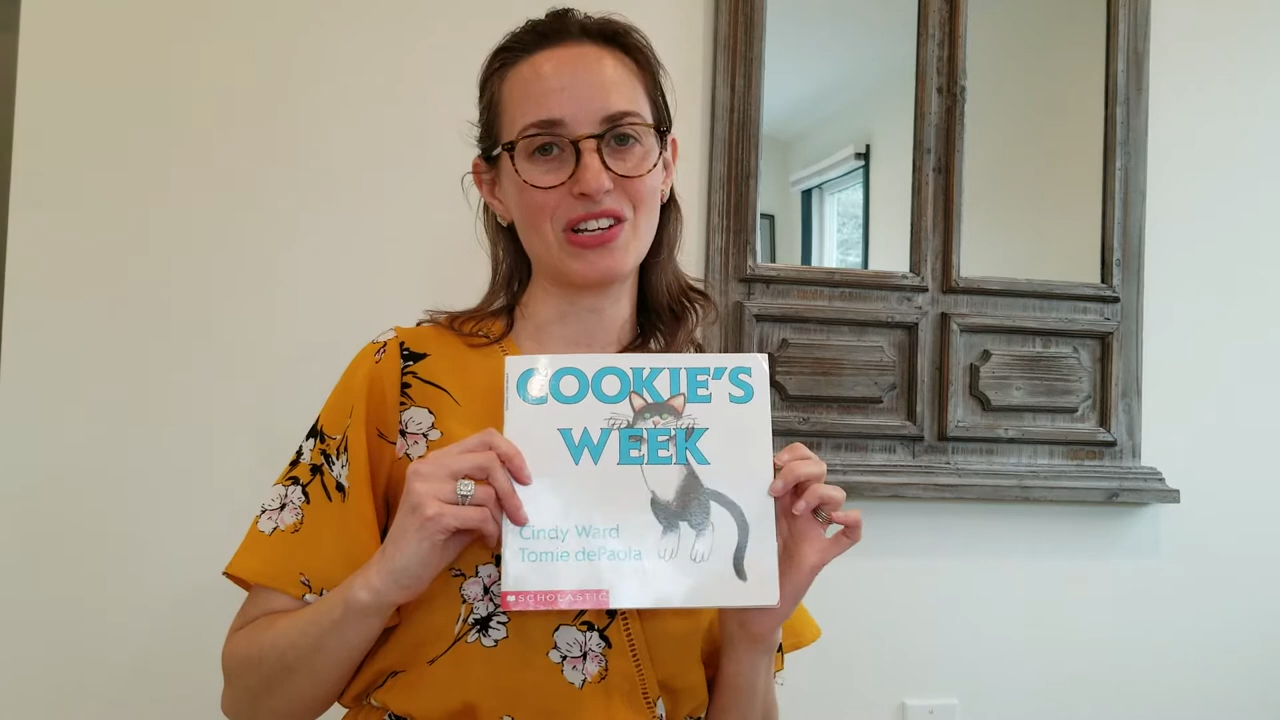 COOKIE'S
WEEK
Cindy Ward
Tomie dePaola
SCHOLASTIC